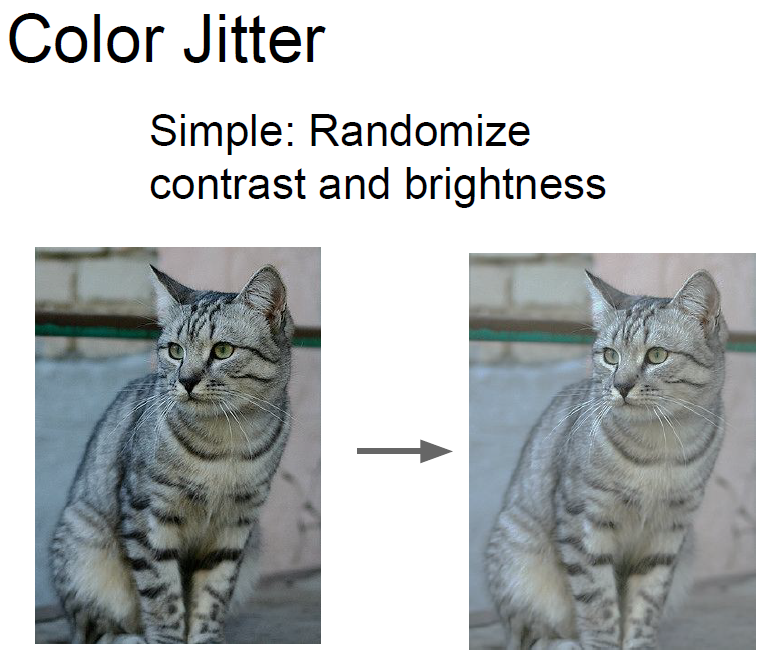 Color Jitter
Simple: Randomize
contrast and brightness